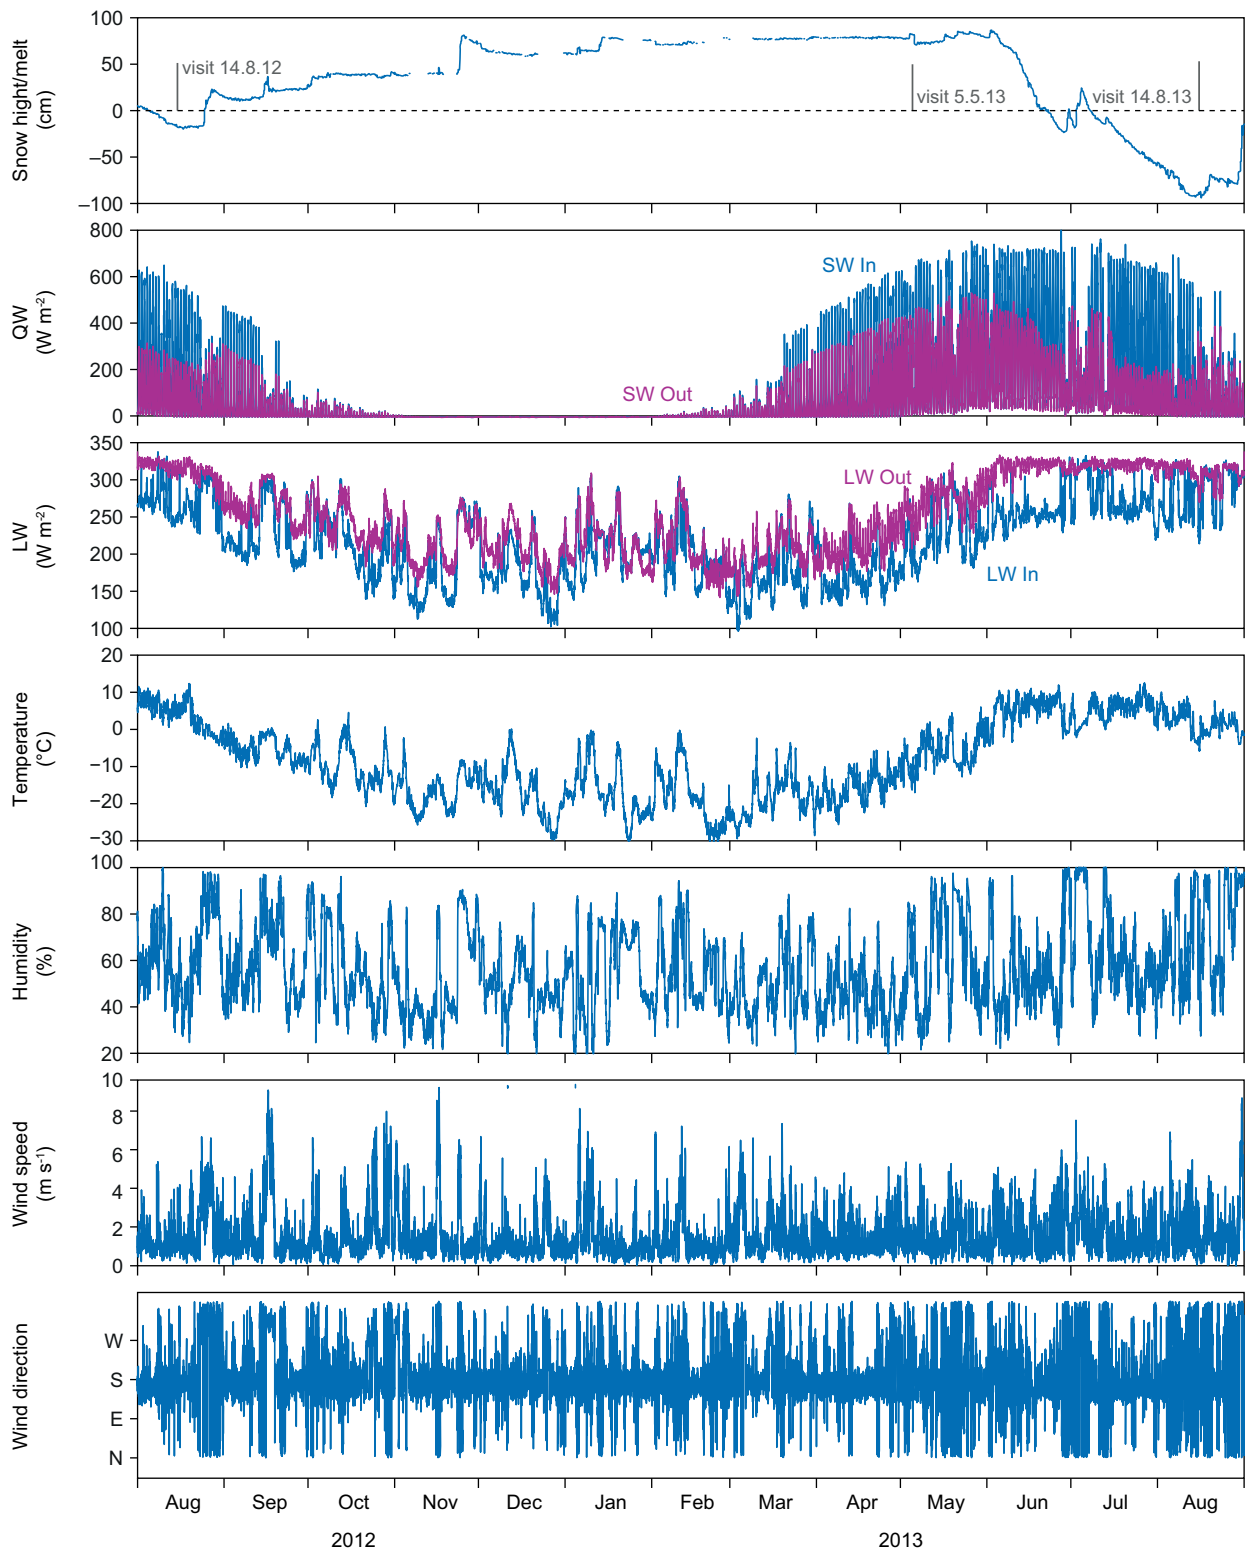 Snow hight/melt
(cm)
100
50
0
–50
–100
visit 14.8.12
visit 5.5.13
visit 14.8.13
QW
(W m-2)
800
600
400
200
0
SW In
SW Out
LW
(W m-2)
350
300
250
200
150
100
LW Out
LW In
Temperature
(°C)
20
10
0
–10
–20
–30
Humidity
(%)
100
80
60
40
20
Wind speed
(m s-1)
10
8
6
4
2
0
Wind direction
W
S
E
N
Aug Sep Oct Nov Dec Jan Feb Mar Apr May Jun Jul Aug
2012 2013